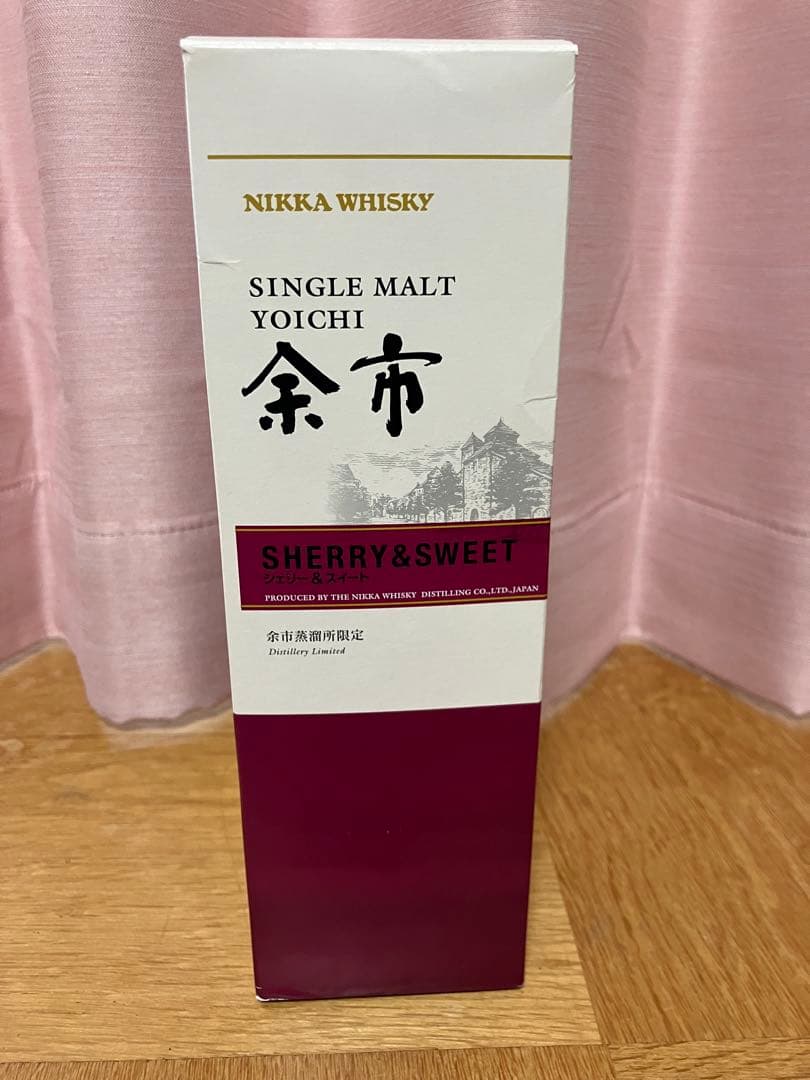 NIKKA WHISKY
SINGLE MALT
YOICHI
余市
SHERRY&SWEET
シェリー&スイート
PRODUCED BY THE NIKKA WHISKY DISTILLING CO.,LTD.,JAPAN
余市蒸溜所限定
Distillery Limited